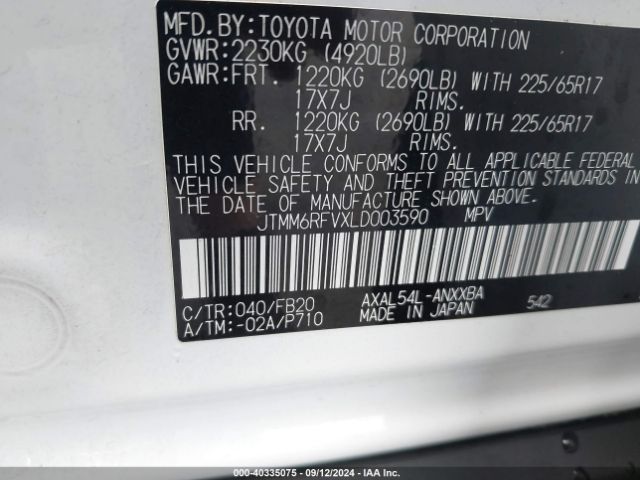 MFD.BY:TOYOTA MOTOR CORPORATION
GVWR:2230KG (4920LB)
GAWR:FRT. 1220KG (2690LB) WITH 225/65R17
17X7J RIMS.
RR. 1220KG (2690LB) WITH 225/65R17
17X7J RIMS.
THIS VEHICLE CONFORMS TO ALL APPLICABLE FEDERAL
VEHICLE SAFETY AND THEFT PREVENTION STANDARDS IN
THE DATE OF MANUFACTURE SHOWN ABOVE.
JTMM6RFVXLD003590 MPV
C/TR:040/FB20 AXAL54L-ANXXBA 542
A/TM:-02A/P710 MADE IN JAPAN
000-40335075 - 09/12/2024 - IAA Inc.